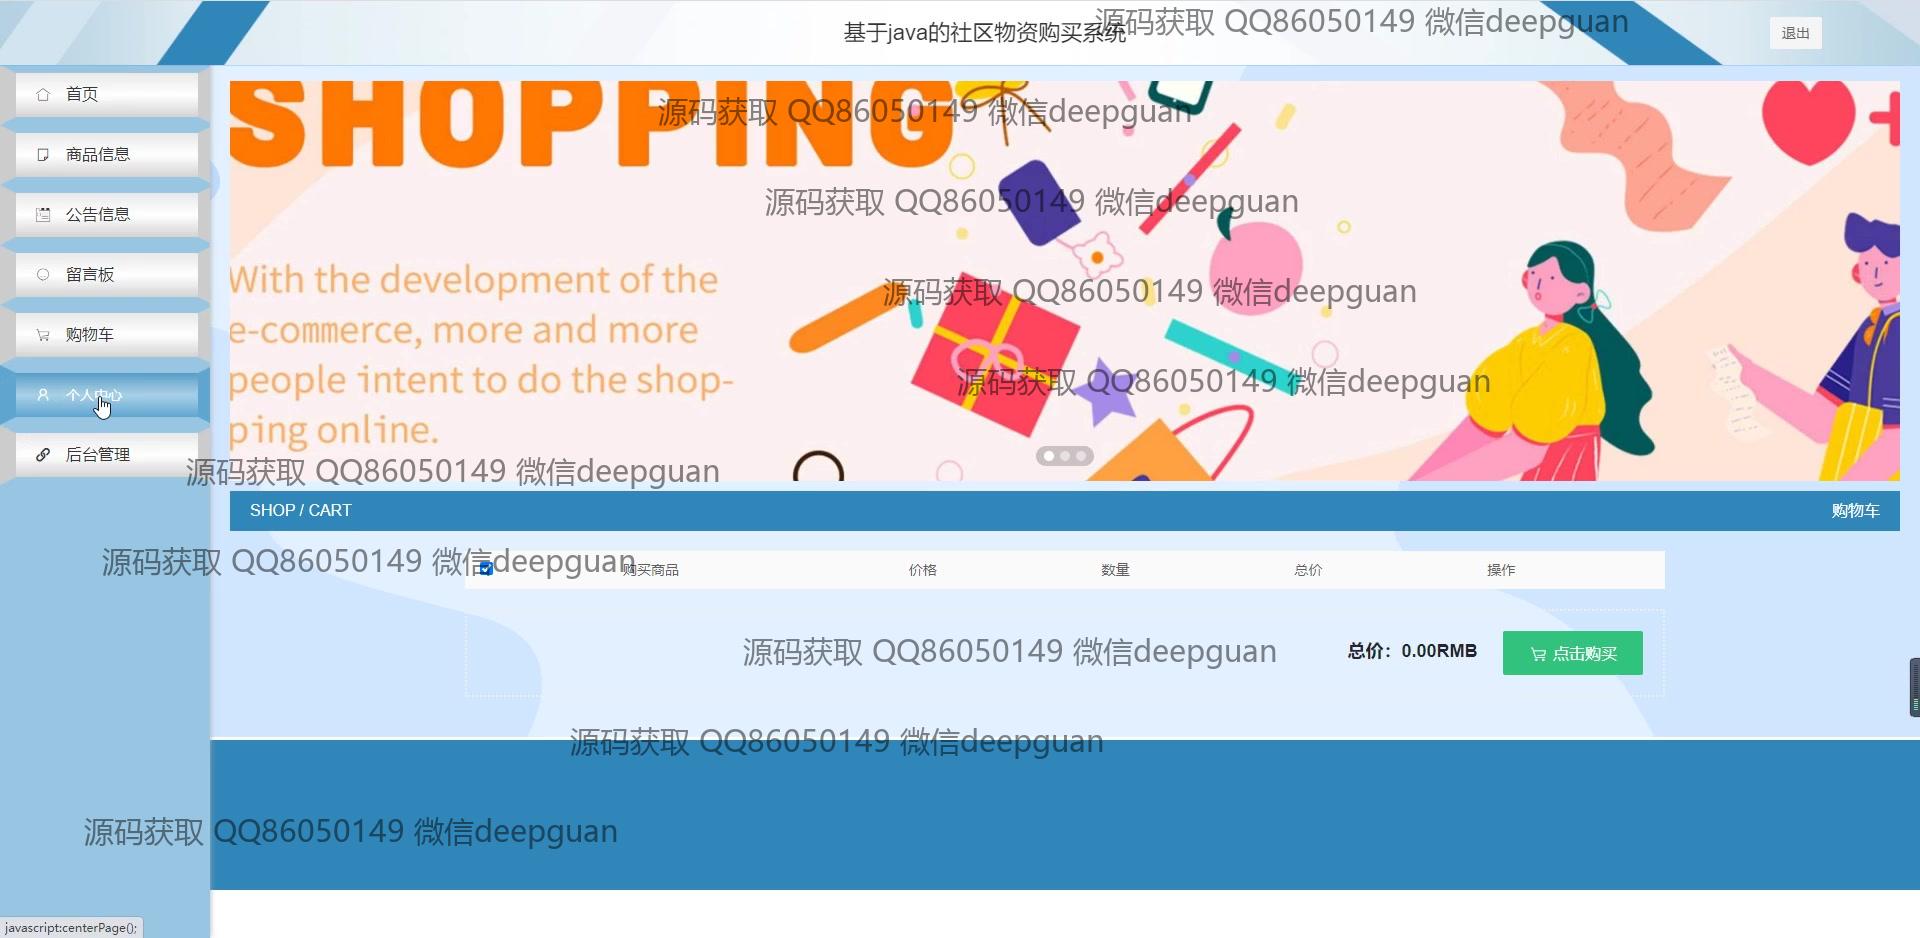 基于java的社区物资购买系统
源码获取 QQ86050149 微信deepguan
退出
首页
商品信息
公告信息
留言板
购物车
个人中心
后台管理
SHOPPING
源码获取 QQ86050149 微信deepguan
源码获取 QQ86050149 微信deepguan
With the development of the
e-commerce, more and more
people intent to do the shop-
ping online.
源码获取 QQ86050149 微信deepguan
源码获取 QQ86050149 微信deepguan
源码获取 QQ86050149 微信deepguan
SHOP / CART
购物车
源码获取 QQ86050149 微信deepguan
购买商品
价格
数量
总价
操作
源码获取 QQ86050149 微信deepguan
总价：0.00RMB
点击购买
源码获取 QQ86050149 微信deepguan
源码获取 QQ86050149 微信deepguan
javascript:centerPage();